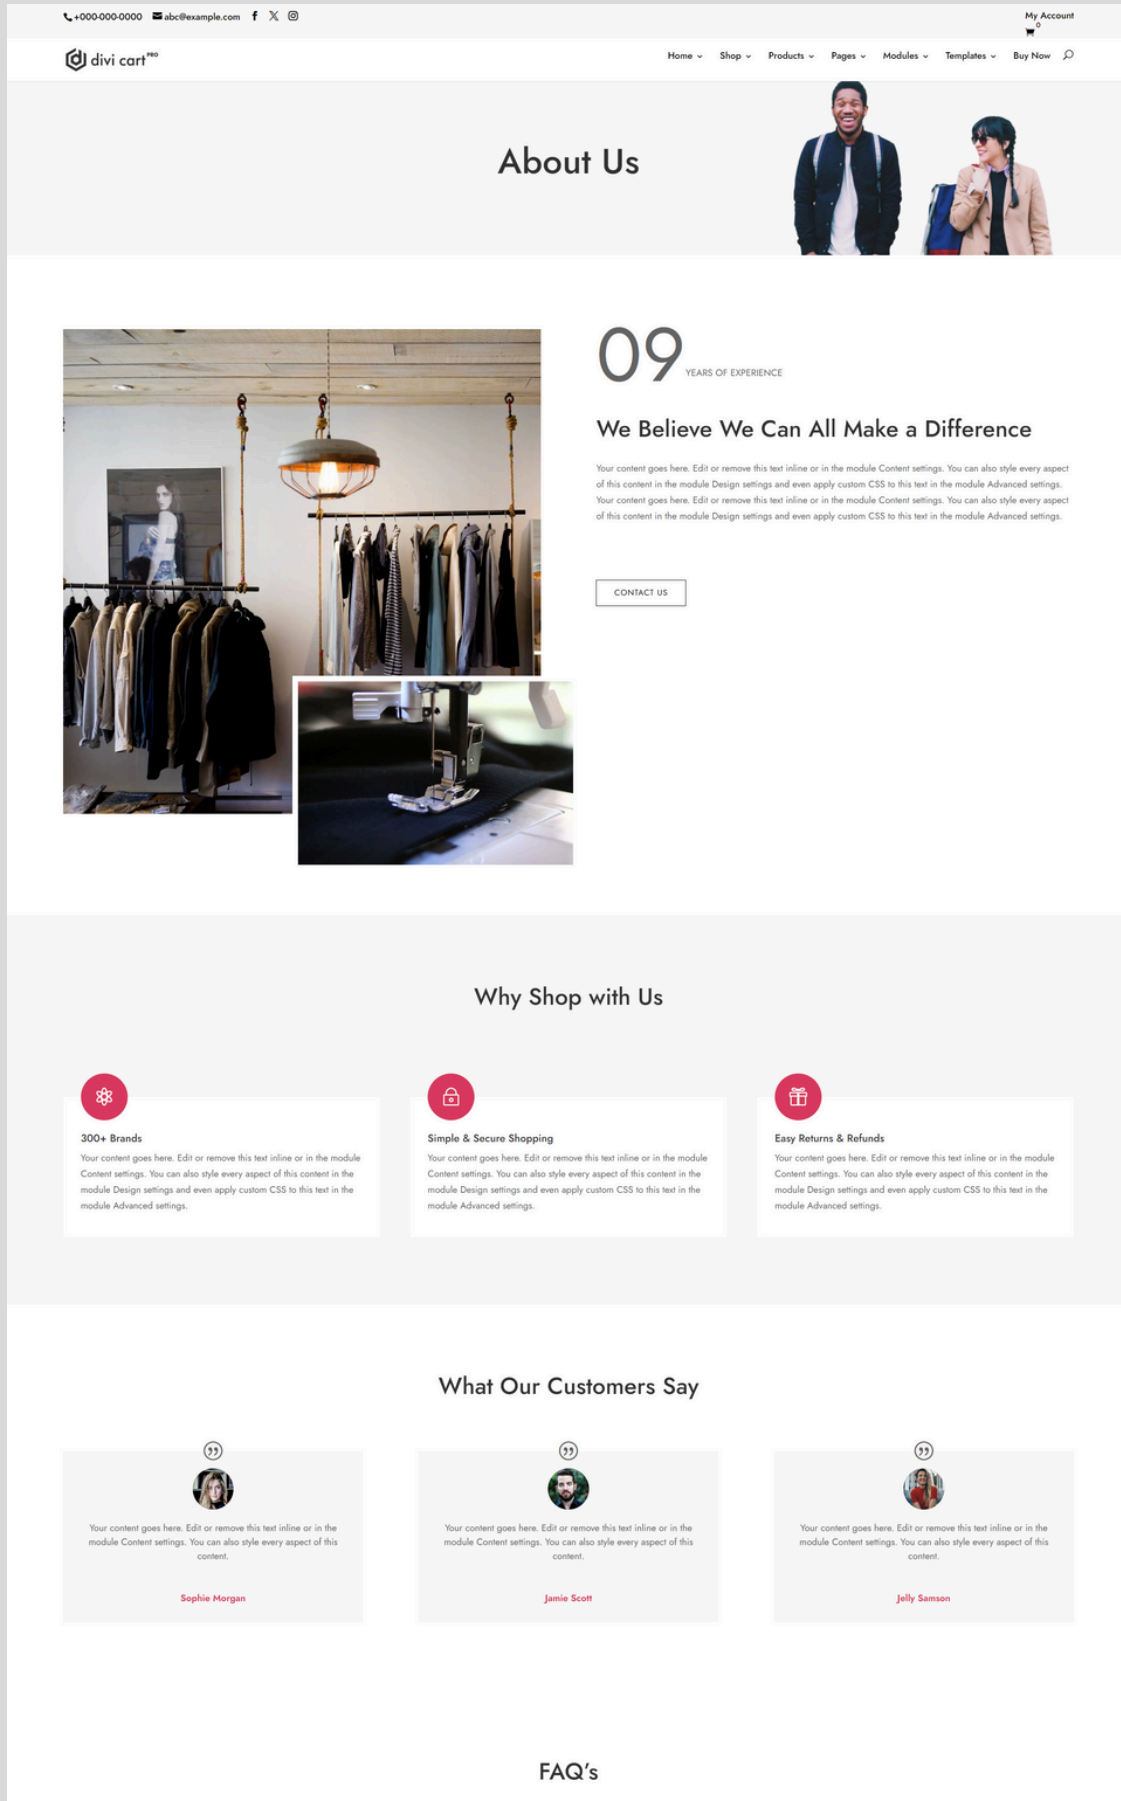 +000-000-0000 abc@example.com
My Account
0
divi cart PRO
Home Shop Products Pages Modules Templates Buy Now
About Us
09 YEARS OF EXPERIENCE
We Believe We Can All Make a Difference
Your content goes here. Edit or remove this text inline or in the module Content settings. You can also style every aspect
of this content in the module Design settings and even apply custom CSS to this text in the module Advanced settings.
Your content goes here. Edit or remove this text inline or in the module Content settings. You can also style every aspect
of this content in the module Design settings and even apply custom CSS to this text in the module Advanced settings.
CONTACT US
Why Shop with Us
300+ Brands
Your content goes here. Edit or remove this text inline or in the module
Content settings. You can also style every aspect of this content in the
module Design settings and even apply custom CSS to this text in the
module Advanced settings.
Simple & Secure Shopping
Your content goes here. Edit or remove this text inline or in the module
Content settings. You can also style every aspect of this content in the
module Design settings and even apply custom CSS to this text in the
module Advanced settings.
Easy Returns & Refunds
Your content goes here. Edit or remove this text inline or in the module
Content settings. You can also style every aspect of this content in the
module Design settings and even apply custom CSS to this text in the
module Advanced settings.
What Our Customers Say
Your content goes here. Edit or remove this text inline or in the
module Content settings. You can also style every aspect of this
content.
Sophie Morgan
Your content goes here. Edit or remove this text inline or in the
module Content settings. You can also style every aspect of this
content.
Jamie Scott
Your content goes here. Edit or remove this text inline or in the
module Content settings. You can also style every aspect of this
content.
Jelly Samson
FAQ's